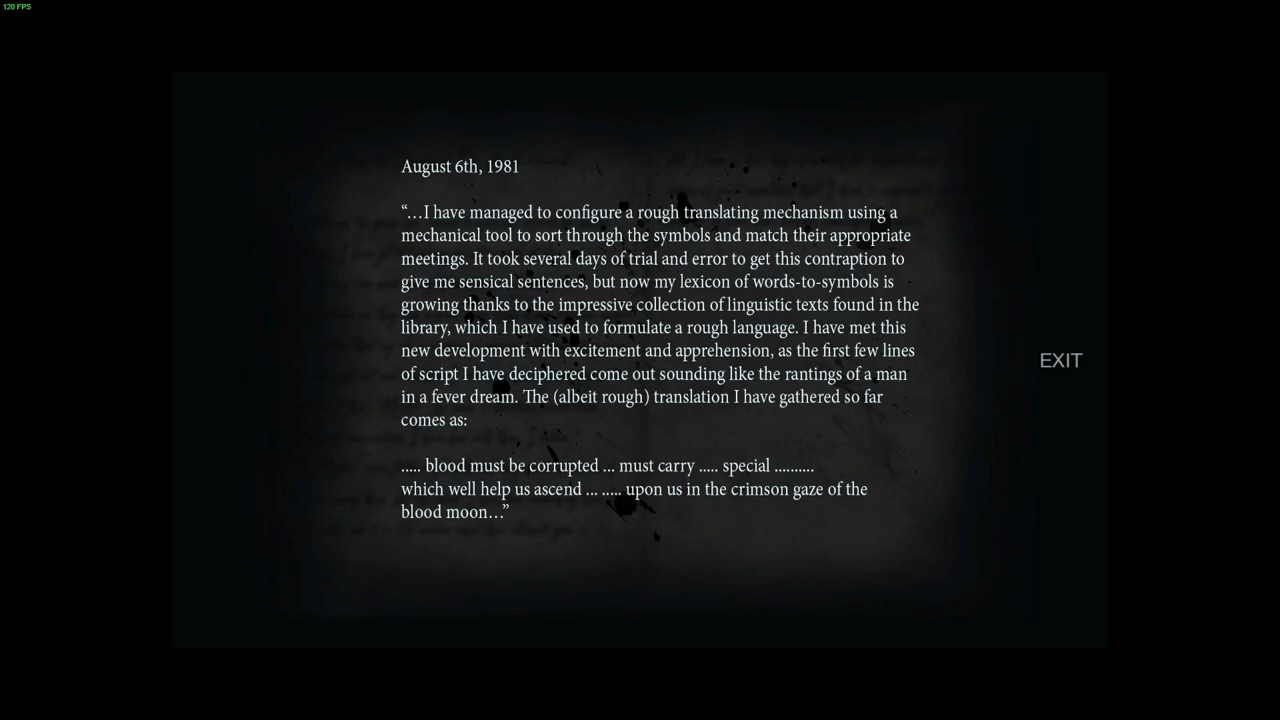 120 FPS
August 6th, 1981
“…I have managed to configure a rough translating mechanism using a
mechanical tool to sort through the symbols and match their appropriate
meetings. It took several days of trial and error to get this contraption to
give me sensical sentences, but now my lexicon of words-to-symbols is
growing thanks to the impressive collection of linguistic texts found in the
library, which I have used to formulate a rough language. I have met this
new development with excitement and apprehension, as the first few lines
of script I have deciphered come out sounding like the rantings of a man
in a fever dream. The (albeit rough) translation I have gathered so far
comes as:
..... blood must be corrupted ... must carry ..... special ..........
which well help us ascend ... ..... upon us in the crimson gaze of the
blood moon…”
EXIT